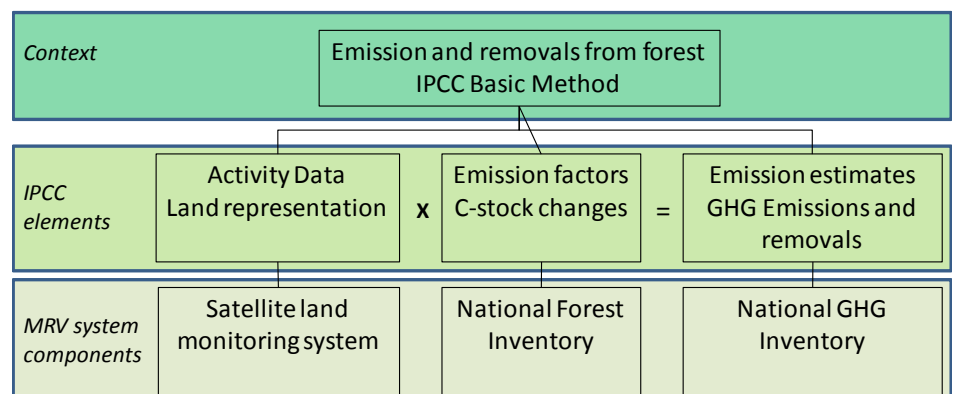 Context
Emission and removals from forest
IPCC Basic Method
IPCC
elements
Activity Data
Land representation
x
Emission factors
C-stock changes
=
Emission estimates
GHG Emissions and
removals
MRV system
components
Satellite land
monitoring system
National Forest
Inventory
National GHG
Inventory